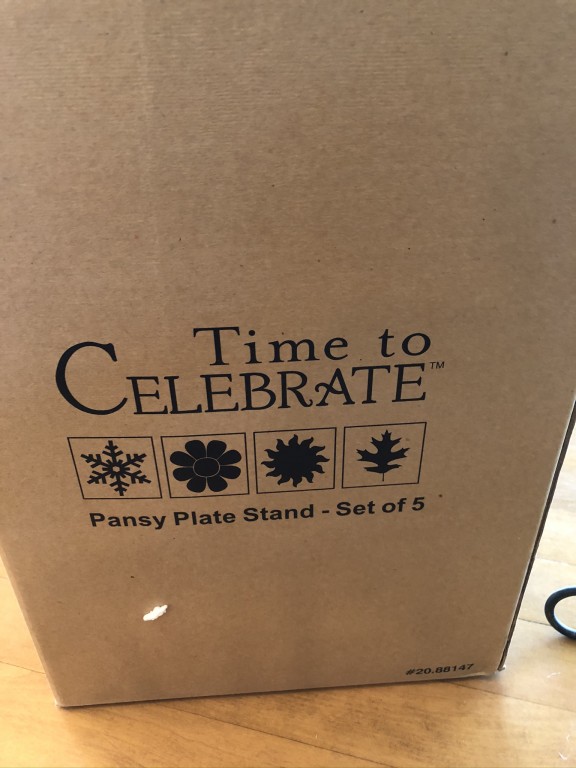 Time to
CELEBRATE™
Pansy Plate Stand - Set of 5
#20.88147